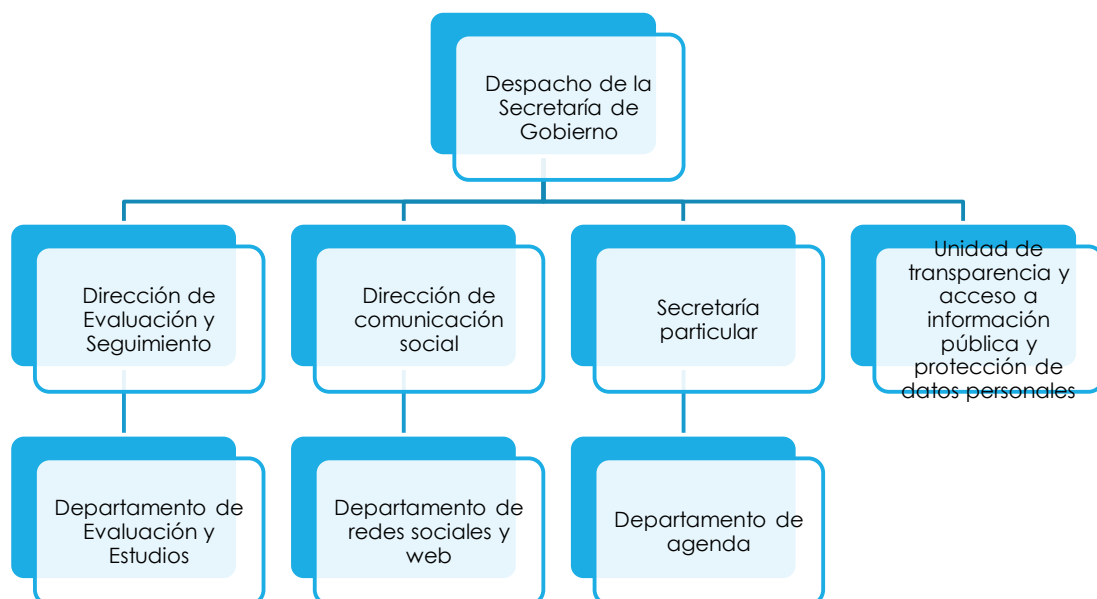 Despacho de la
Secretaría de
Gobierno
Dirección de
Evaluación y
Seguimiento
Dirección de
comunicación
social
Secretaría
particular
Unidad de
transparencia y
acceso a
información
pública y
protección de
datos personales
Departamento de
Evaluación y
Estudios
Departamento de
redes sociales y
web
Departamento de
agenda